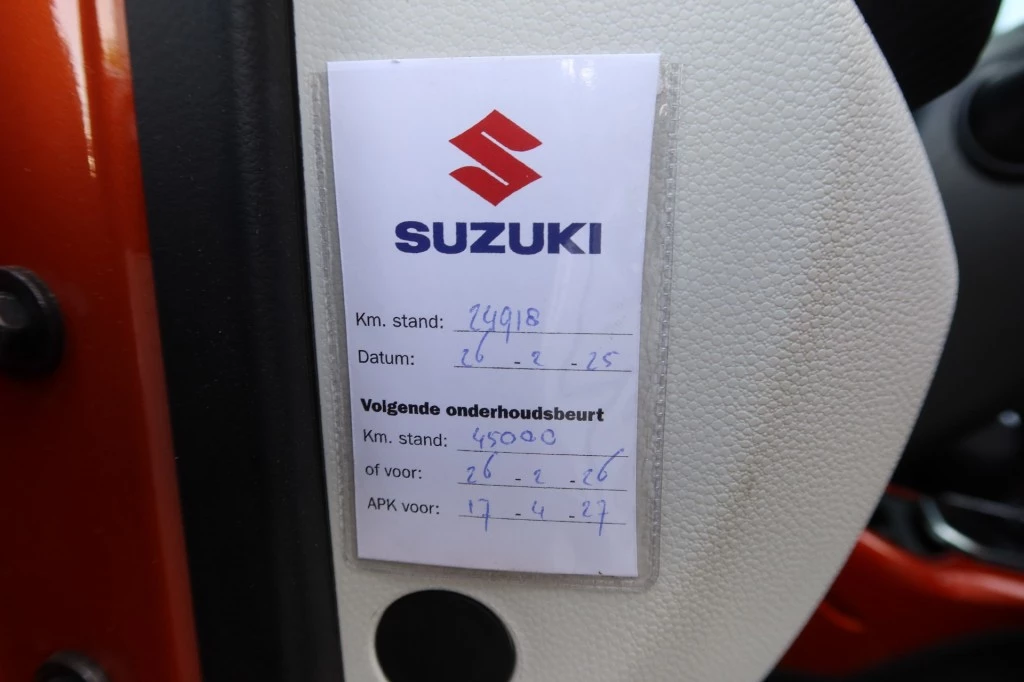 SUZUKI
Km. stand: 24918
Datum: 26 - 2 - 25
Volgende onderhoudsbeurt
Km. stand: 45000
of voor: 26 - 2 - 26
APK voor: 17 - 4 - 27